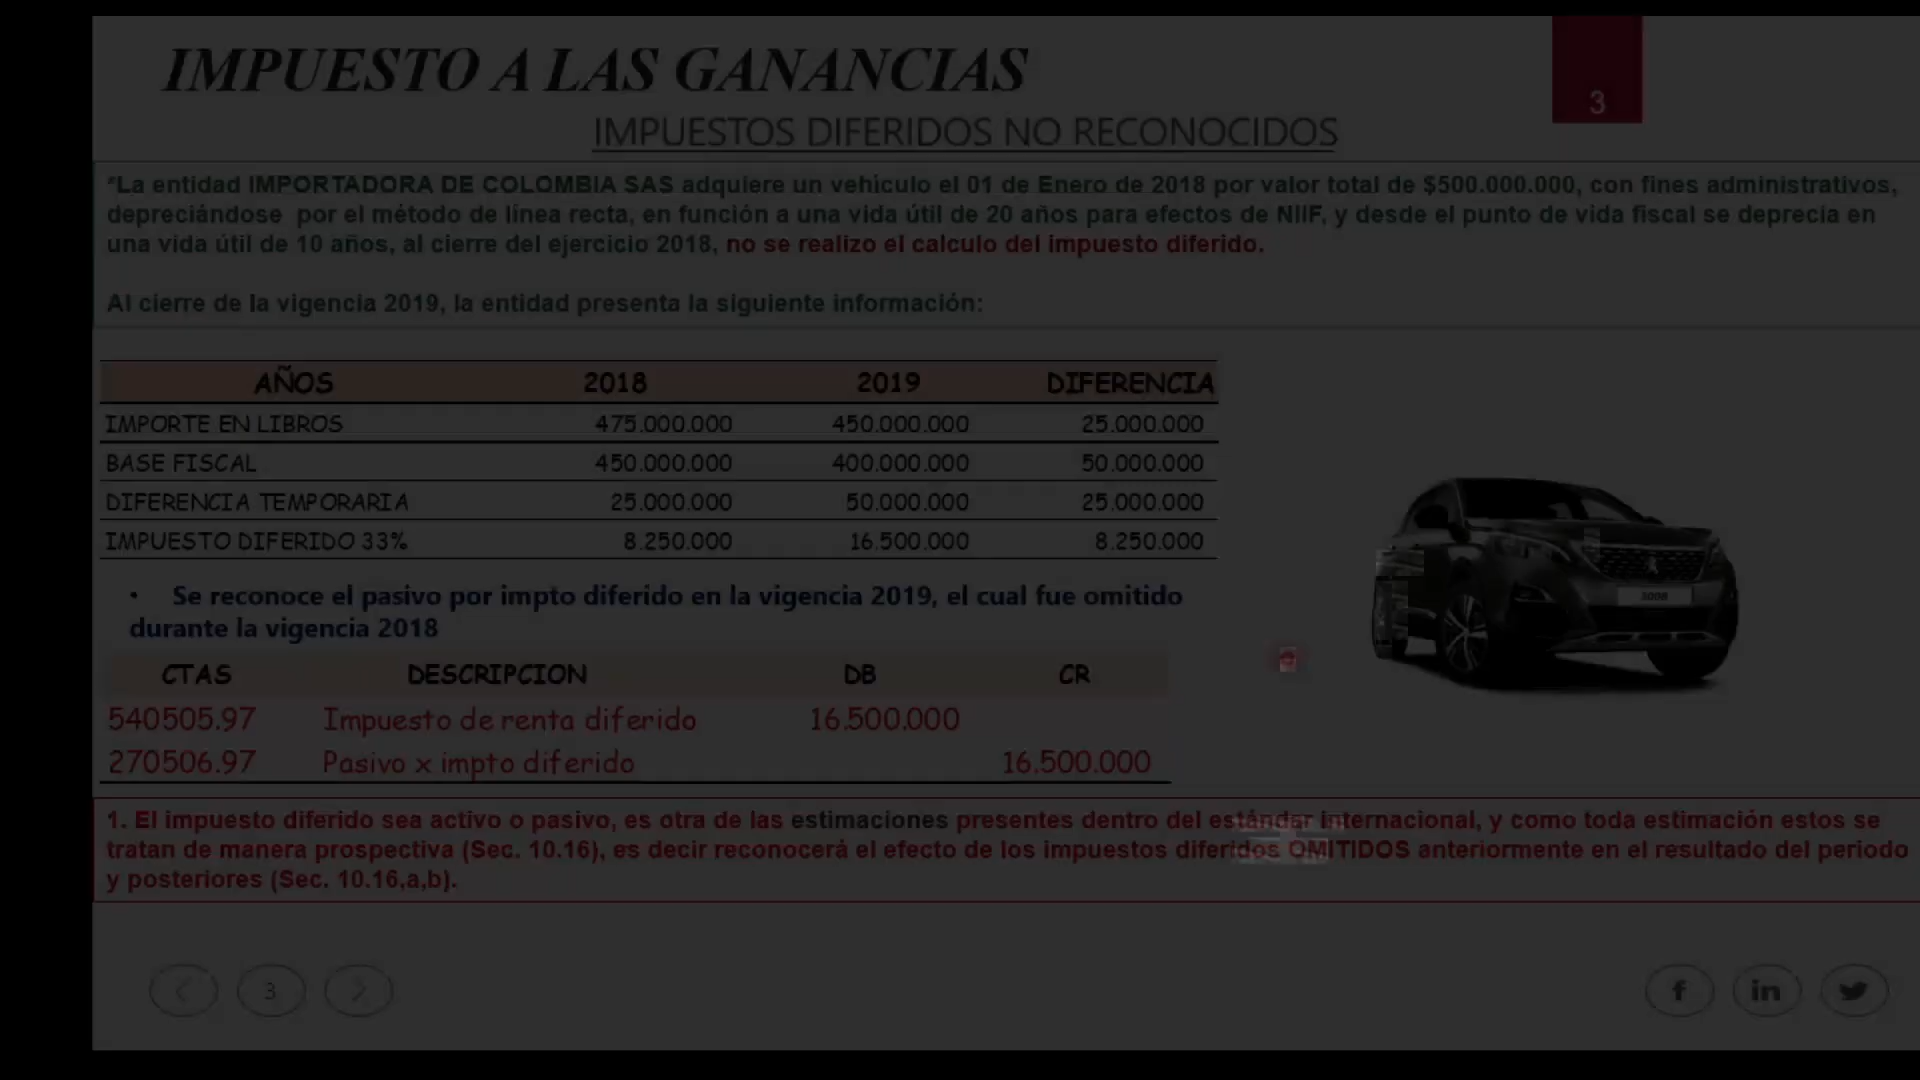 IMPUESTO A LAS GANANCIAS
3
IMPUESTOS DIFERIDOS NO RECONOCIDOS
"La entidad IMPORTADORA DE COLOMBIA SAS adquiere un vehículo el 01 de Enero de 2018 por valor total de $500.000.000, con fines administrativos,
depreciándose por el método de línea recta, en función a una vida útil de 20 años para efectos de NIIF, y desde el punto de vida fiscal se deprecia en
una vida útil de 10 años, al cierre del ejercicio 2018, no se realizo el calculo del impuesto diferido.
Al cierre de la vigencia 2019, la entidad presenta la siguiente información:
AÑOS 2018 2019 DIFERENCIA
IMPORTE EN LIBROS 475.000.000 450.000.000 25.000.000
BASE FISCAL 450.000.000 400.000.000 50.000.000
DIFERENCIA TEMPORARIA 25.000.000 50.000.000 25.000.000
IMPUESTO DIFERIDO 33% 8.250.000 16.500.000 8.250.000
• Se reconoce el pasivo por impto diferido en la vigencia 2019, el cual fue omitido
durante la vigencia 2018
CTAS DESCRIPCION DB CR
540505.97 Impuesto de renta diferido 16.500.000
270506.97 Pasivo x impto diferido 16.500.000
3008
1. El impuesto diferido sea activo o pasivo, es otra de las estimaciones presentes dentro del estándar internacional, y como toda estimación estos se
tratan de manera prospectiva (Sec. 10.16), es decir reconocerá el efecto de los impuestos diferidos OMITIDOS anteriormente en el resultado del periodo
y posteriores (Sec. 10.16,a,b).
3
f in